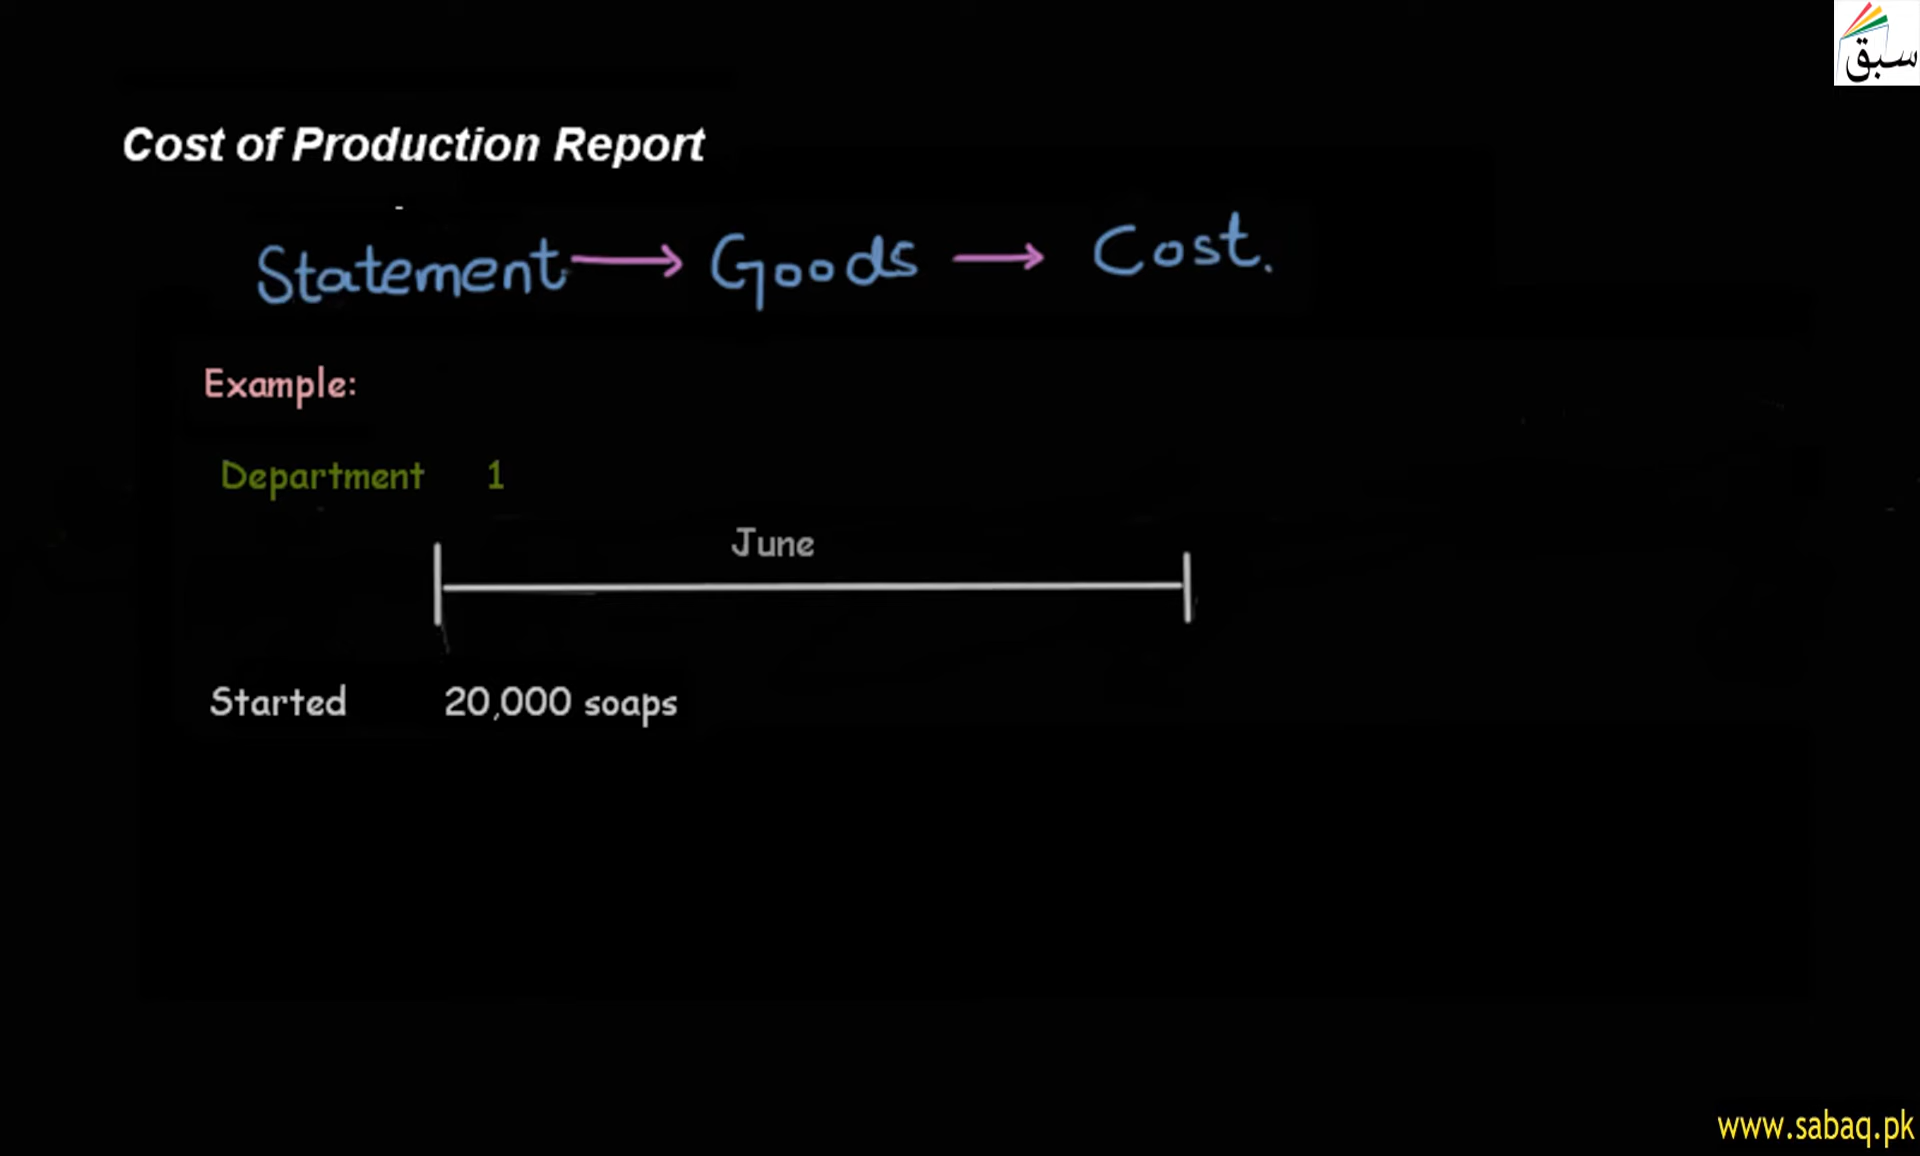 سبق
Cost of Production Report
Statement → Goods → Cost.
Example:
Department 1
June
Started 20,000 soaps
www.sabaq.pk